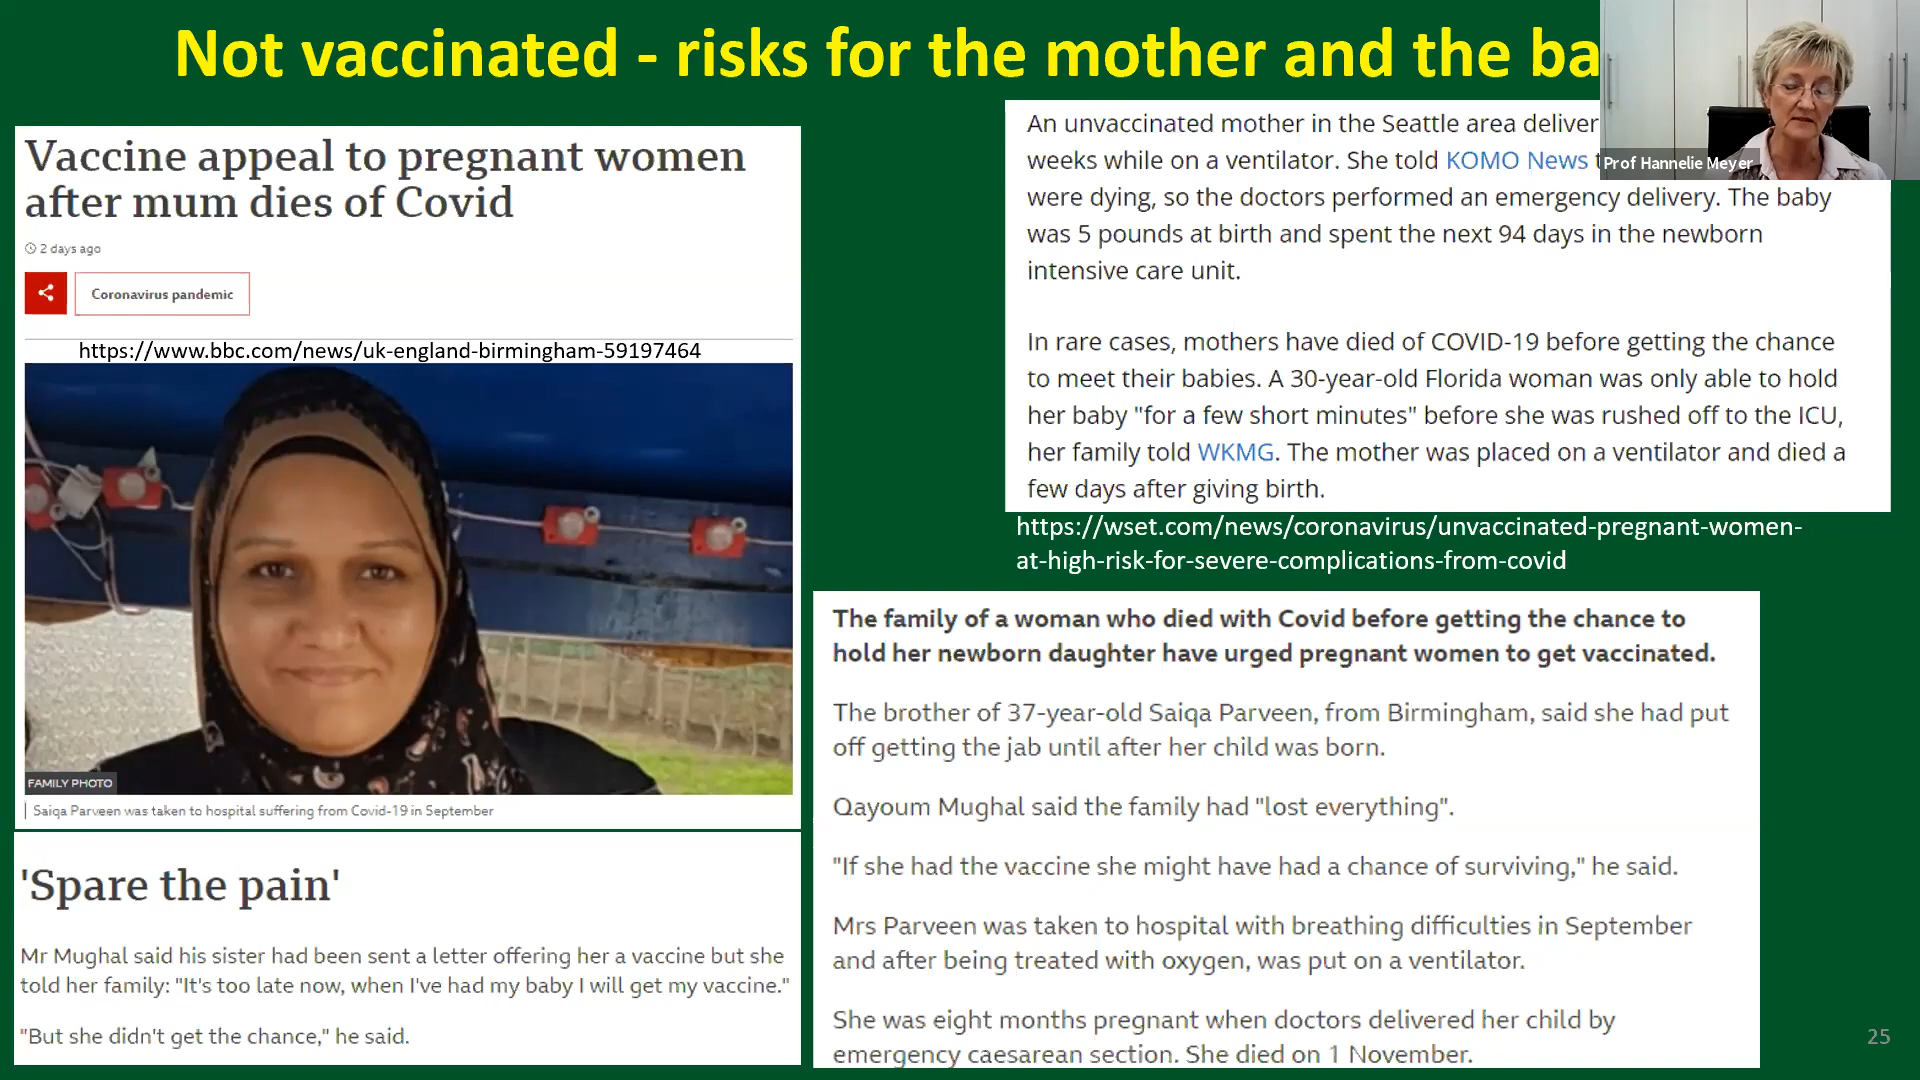 Not vaccinated - risks for the mother and the ba
Prof Hannelie Meyer
Vaccine appeal to pregnant women
after mum dies of Covid
2 days ago
Coronavirus pandemic
https://www.bbc.com/news/uk-england-birmingham-59197464
FAMILY PHOTO
Saiqa Parveen was taken to hospital suffering from Covid-19 in September
'Spare the pain'
Mr Mughal said his sister had been sent a letter offering her a vaccine but she
told her family: "It's too late now, when I've had my baby I will get my vaccine."
"But she didn't get the chance," he said.
An unvaccinated mother in the Seattle area deliver
weeks while on a ventilator. She told KOMO News t
were dying, so the doctors performed an emergency delivery. The baby
was 5 pounds at birth and spent the next 94 days in the newborn
intensive care unit.
In rare cases, mothers have died of COVID-19 before getting the chance
to meet their babies. A 30-year-old Florida woman was only able to hold
her baby "for a few short minutes" before she was rushed off to the ICU,
her family told WKMG. The mother was placed on a ventilator and died a
few days after giving birth.
https://wset.com/news/coronavirus/unvaccinated-pregnant-women-
at-high-risk-for-severe-complications-from-covid
The family of a woman who died with Covid before getting the chance to
hold her newborn daughter have urged pregnant women to get vaccinated.
The brother of 37-year-old Saiqa Parveen, from Birmingham, said she had put
off getting the jab until after her child was born.
Qayoum Mughal said the family had "lost everything".
"If she had the vaccine she might have had a chance of surviving," he said.
Mrs Parveen was taken to hospital with breathing difficulties in September
and after being treated with oxygen, was put on a ventilator.
She was eight months pregnant when doctors delivered her child by
emergency caesarean section. She died on 1 November.
25